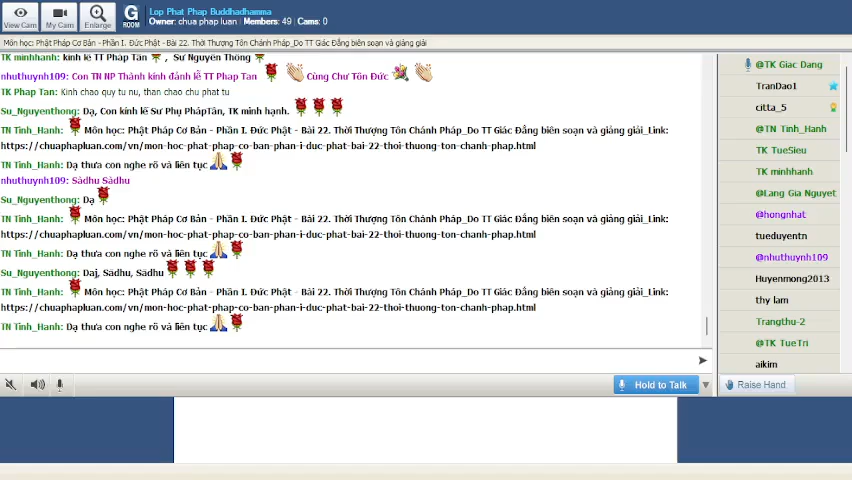 Lop Phat Phap Buddhadhamma
Owner: chua phap luan Members: 49 Cams: 0
View Cam My Cam Enlarge G ROOM
Môn học: Phật Pháp Cơ Bản - Phần I. Đức Phật - Bài 22. Thời Thượng Tôn Chánh Pháp_Do TT Giác Đẳng biên soạn và giảng giải
TK minhhanh: kính lễ TT Pháp Tân , Sư Nguyên Thông
nhuthuynh109: Con TN NP Thành kính đảnh lễ TT Phap Tan Cùng Chư Tôn Đức
TK Phap Tan: Kinh chao quy tu nu, than chao chu phat tu
Su_Nguyenthong: Dạ, Con kính lễ Sư Phụ PhápTân, TK minh hạnh.
TN Tinh_Hanh: Môn học: Phật Pháp Cơ Bản - Phần I. Đức Phật - Bài 22. Thời Thượng Tôn Chánh Pháp_Do TT Giác Đẳng biên soạn và giảng giải_Link:
https://chuaphapluan.com/vn/mon-hoc-phat-phap-co-ban-phan-i-duc-phat-bai-22-thoi-thuong-ton-chanh-phap.html
TN Tinh_Hanh: Dạ thưa con nghe rõ và liên tục
nhuthuynh109: Sàdhu Sàdhu
Su_Nguyenthong: Dạ
TN Tinh_Hanh: Môn học: Phật Pháp Cơ Bản - Phần I. Đức Phật - Bài 22. Thời Thượng Tôn Chánh Pháp_Do TT Giác Đẳng biên soạn và giảng giải_Link:
https://chuaphapluan.com/vn/mon-hoc-phat-phap-co-ban-phan-i-duc-phat-bai-22-thoi-thuong-ton-chanh-phap.html
TN Tinh_Hanh: Dạ thưa con nghe rõ và liên tục
Su_Nguyenthong: Daị, Sādhu, Sādhu
TN Tinh_Hanh: Môn học: Phật Pháp Cơ Bản - Phần I. Đức Phật - Bài 22. Thời Thượng Tôn Chánh Pháp_Do TT Giác Đẳng biên soạn và giảng giải_Link:
https://chuaphapluan.com/vn/mon-hoc-phat-phap-co-ban-phan-i-duc-phat-bai-22-thoi-thuong-ton-chanh-phap.html
TN Tinh_Hanh: Dạ thưa con nghe rõ và liên tục
Hold to Talk
@TK Giac Dang
TranDao1
citta_5
@TN Tinh_Hanh
TK TueSieu
TK minhhanh
@Lang Gia Nguyet
@hongnhat
tueduyentn
@nhuthuynh109
Huyenmong2013
thy lam
Trangthu-2
@TK TueTri
aikim
Raise Hand